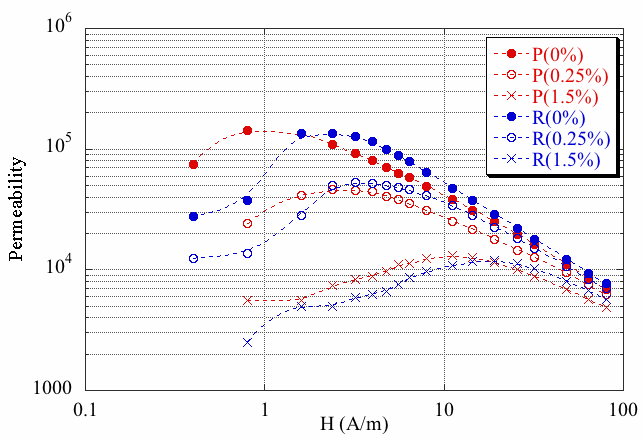 10^6
10^5
10^4
1000
Permeability
0.1
1
10
100
H (A/m)
P(0%)
P(0.25%)
P(1.5%)
R(0%)
R(0.25%)
R(1.5%)